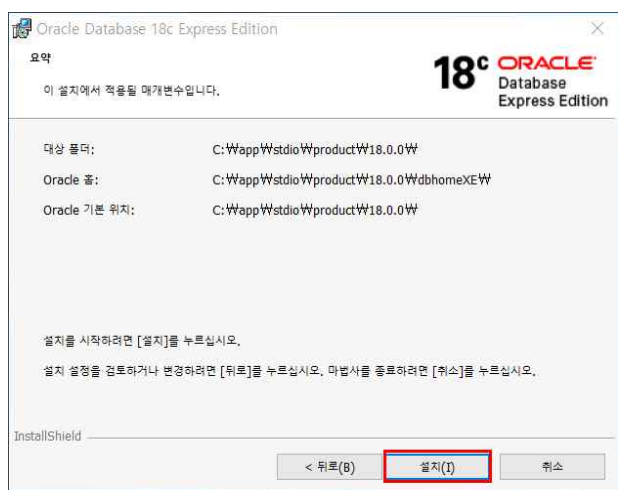 Oracle Database 18c Express Edition
요약
이 설치에서 적용될 매개변수입니다.
18c ORACLE
Database
Express Edition
대상 폴더: C:₩app₩stdio₩product₩18.0.0₩
Oracle 홈: C:₩app₩stdio₩product₩18.0.0₩dbhomeXE₩
Oracle 기본 위치: C:₩app₩stdio₩product₩18.0.0₩
설치를 시작하려면 [설치]를 누르십시오.
설치 설정을 검토하거나 변경하려면 [뒤로]를 누르십시오. 마법사를 종료하려면 [취소]를 누르십시오.
InstallShield
< 뒤로(B) 설치(I) 취소